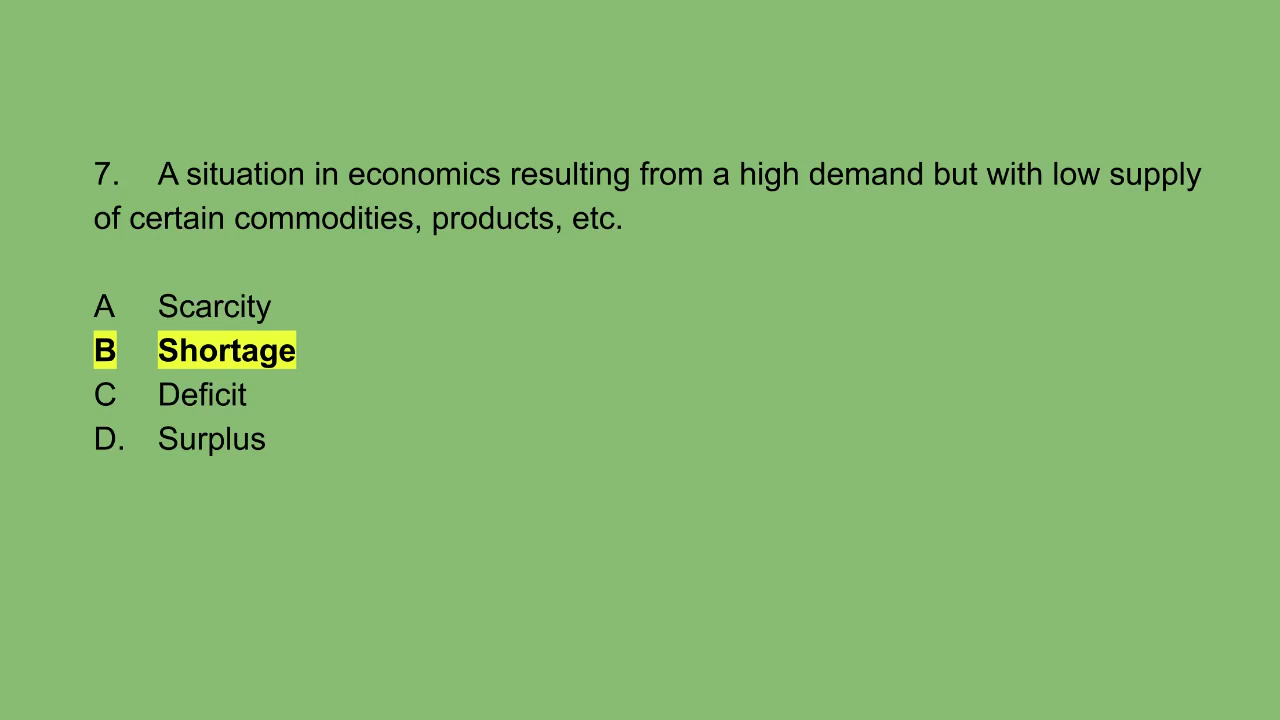 7. A situation in economics resulting from a high demand but with low supply
of certain commodities, products, etc.
A Scarcity
B Shortage
C Deficit
D. Surplus